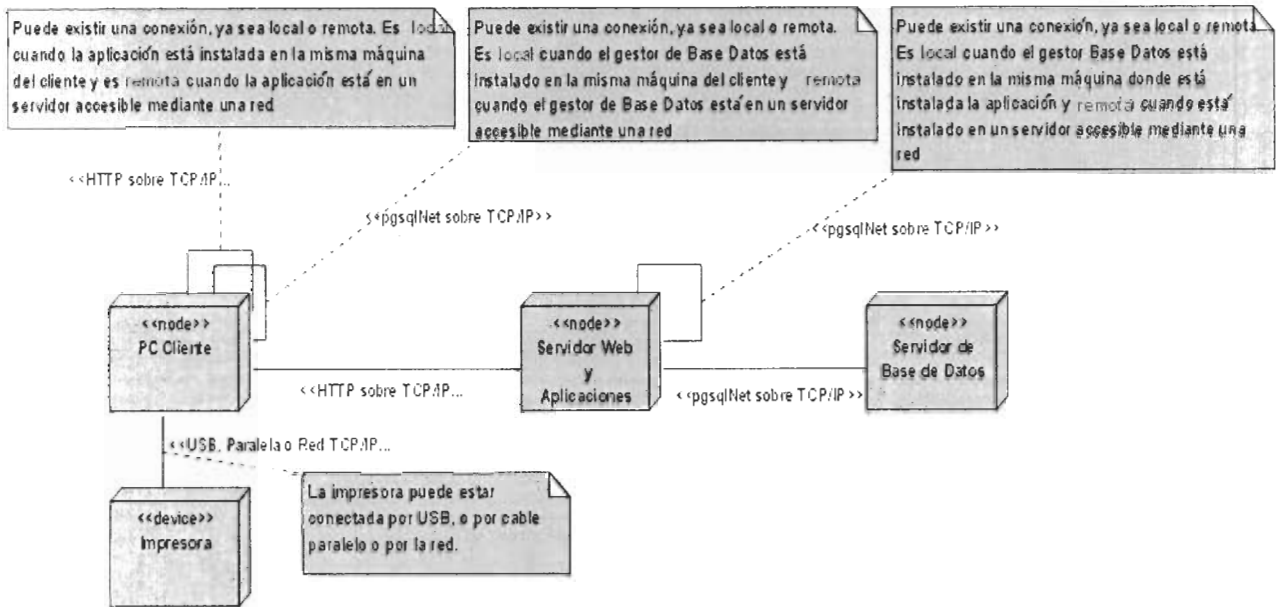 Puede existir una conexión, ya sea local o remota. Es local
cuando la aplicación está instalada en la misma máquina
del cliente y es remota cuando la aplicación está en un
servidor accesible mediante una red
Puede existir una conexión, ya sea local o remota.
Es local cuando el gestor de Base Datos está
instalado en la misma máquina del cliente y remota
cuando el gestor de Base Datos está en un servidor
accesible mediante una red
Puede existir una conexión, ya sea local o remota
Es local cuando el gestor Base Datos está
instalado en la misma máquina donde está
instalada la aplicación y remota cuando está
instalado en un servidor accesible mediante una
red
<<HTTP sobre TCP/IP...
<<pgsqlNet sobre TCP/IP>>
<<pgsqlNet sobre TCP/IP>>
<<node>>
PC Cliente
<<node>>
Servidor Web
y
Aplicaciones
<<node>>
Servidor de
Base de Datos
<<HTTP sobre TCP/IP...
<<pgsqlNet sobre TCP/IP>>
<<USB, Paralela o Red TCP/IP...
La impresora puede estar
conectada por USB, o por cable
paralelo o por la red.
<<device>>
Impresora